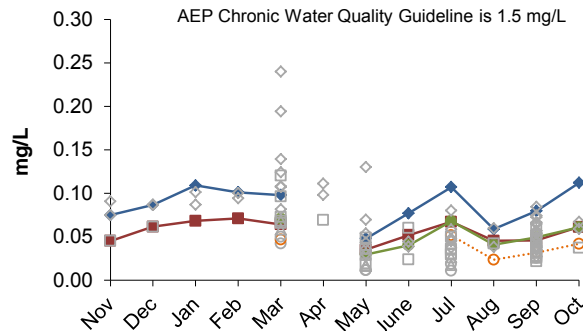 AEP Chronic Water Quality Guideline is 1.5 mg/L
0.30
0.25
0.20
0.15
0.10
0.05
0.00
mg/L
Nov
Dec
Jan
Feb
Mar
Apr
May
June
Jul
Aug
Sep
Oct